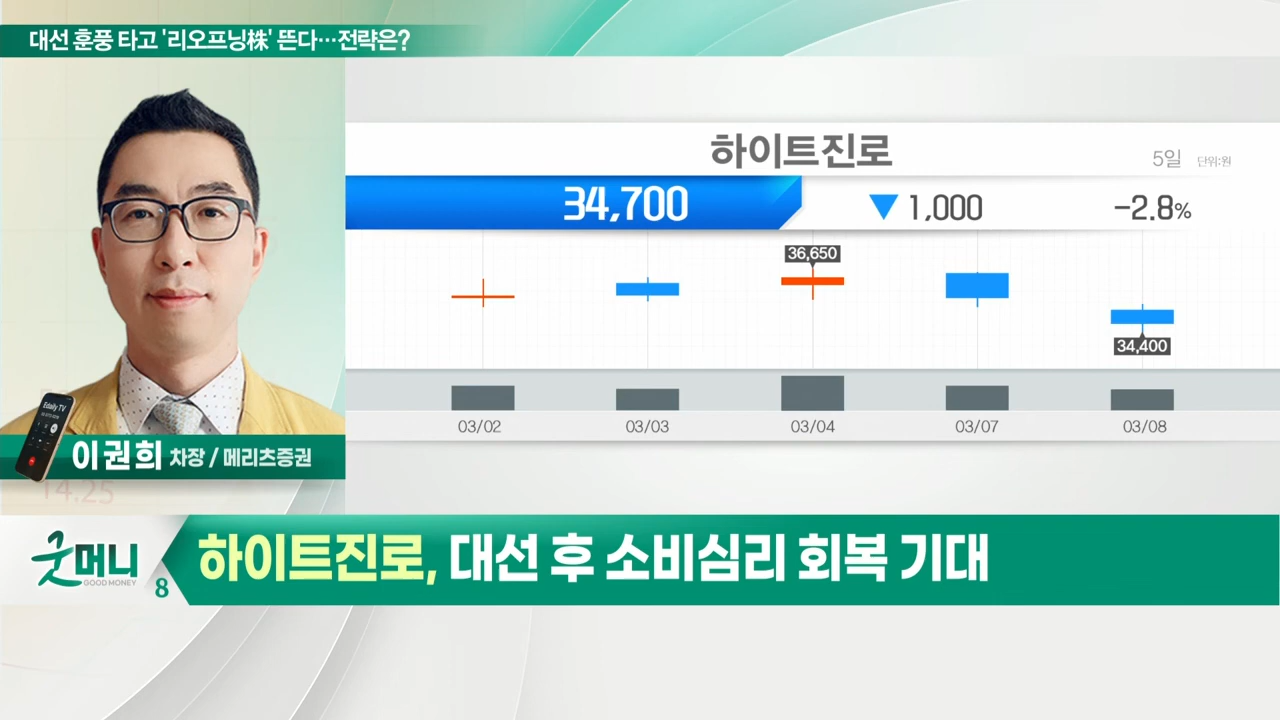 대선 훈풍 타고 '리오프닝株' 뜬다…전략은?
하이트진로
5일 단위:원
34,700 ▼ 1,000 -2.8%
36,650
34,400
03/02 03/03 03/04 03/07 03/08
Edaily TV
이권희 차장 / 메리츠증권
14.25
굿머니
GOOD MONEY
8
하이트진로, 대선 후 소비심리 회복 기대